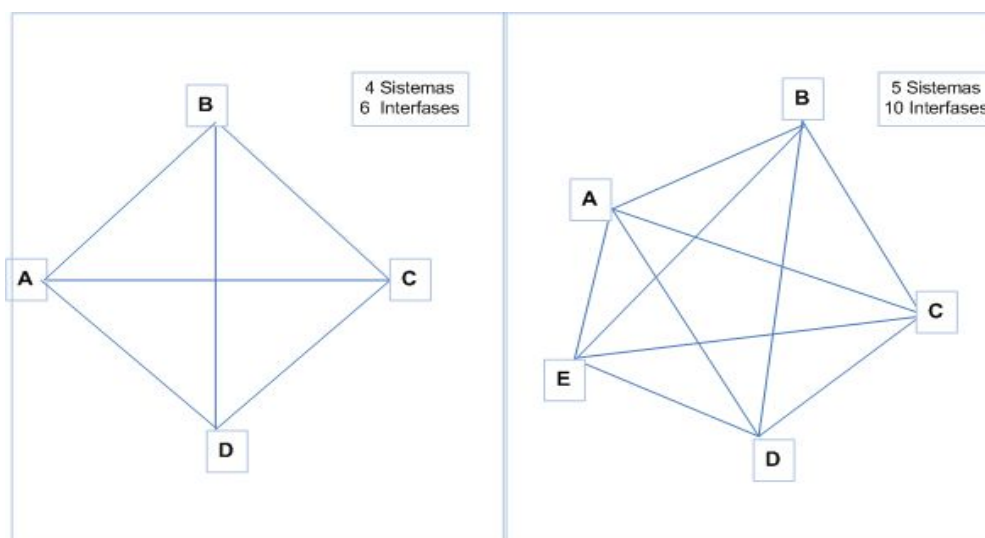 B
4 Sistemas
6 Interfases
A
C
D
B
5 Sistemas
10 Interfases
A
C
E
D